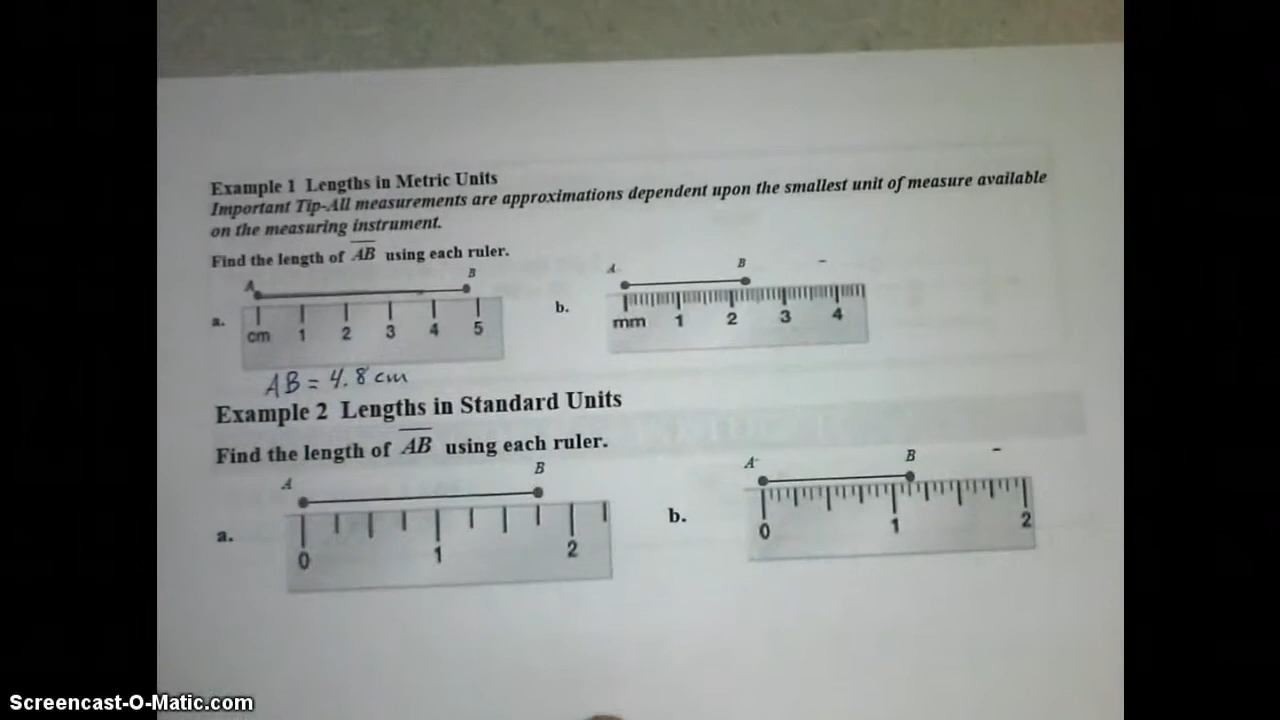 Example 1 Lengths in Metric Units
Important Tip-All measurements are approximations dependent upon the smallest unit of measure available
on the measuring instrument.
Find the length of AB using each ruler.
A B
a.
cm 1 2 3 4 5
A B
b.
mm 1 2 3 4
AB = 4.8 cm
Example 2 Lengths in Standard Units
Find the length of AB using each ruler.
A B
a.
0 1 2
A B
b.
0 1 2
Screencast-O-Matic.com